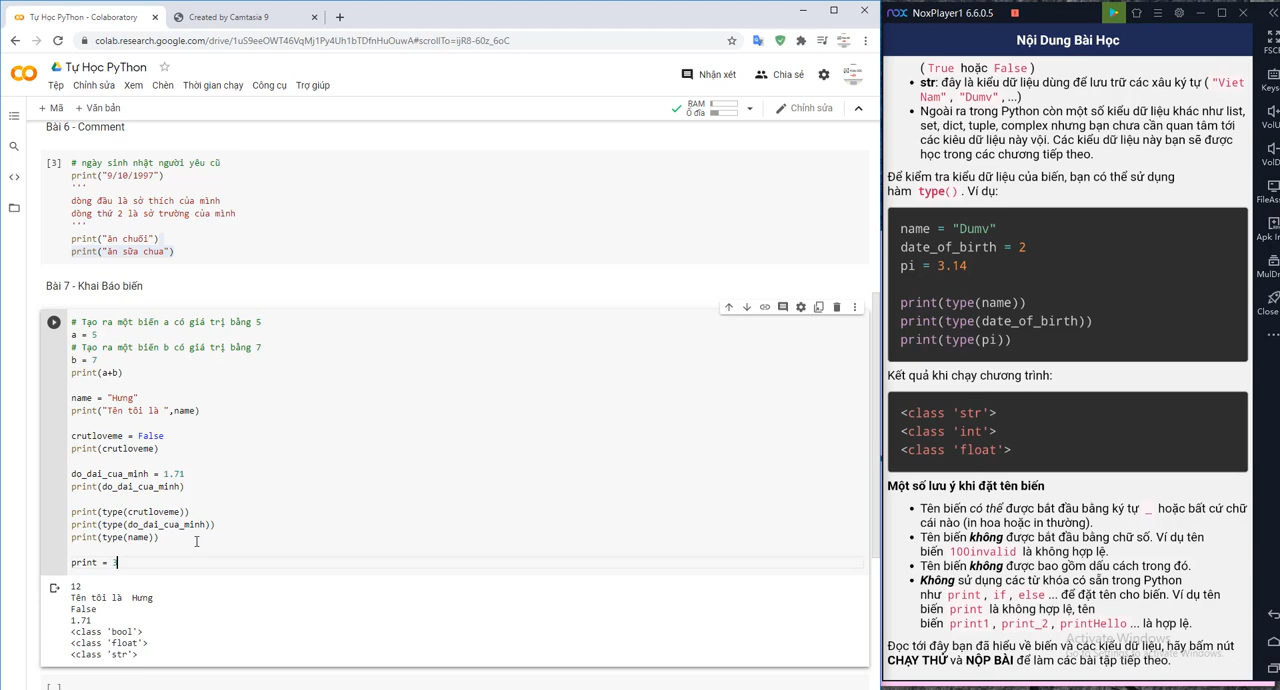 Tự Học PyThon - Colaboratory
Created by Camtasia 9
colab.research.google.com/drive/1uS9eeOWT46VqMj1Py4Uh1bTDfnHuOuwA#scrollTo=ijR8-60z_6oC
Tự Học PyThon
Nhận xét
Chia sẻ
Tệp Chỉnh sửa Xem Chèn Thời gian chạy Công cụ Trợ giúp
+ Mã + Văn bản
RAM
Ổ đĩa
Chỉnh sửa
Bài 6 - Comment
[3] # ngày sinh nhật người yêu cũ
print("9/10/1997")
'''
dòng đầu là sở thích của mình
dòng thứ 2 là sở trường của mình
'''
print("ăn chuối")
print("ăn sữa chua")
Bài 7 - Khai Báo biến
# Tạo ra một biến a có giá trị bằng 5
a = 5
# Tạo ra một biến b có giá trị bằng 7
b = 7
print(a+b)
name = "Hưng"
print("Tên tôi là ",name)
crutloveme = False
print(crutloveme)
do_dai_cua_minh = 1.71
print(do_dai_cua_minh)
print(type(crutloveme))
print(type(do_dai_cua_minh))
print(type(name))
print = 3
12
Tên tôi là  Hưng
False
1.71
<class 'bool'>
<class 'float'>
<class 'str'>
[ ]
nox NoxPlayer1 6.6.0.5
Nội Dung Bài Học
(True hoặc False)
• str: đây là kiểu dữ liệu dùng để lưu trữ các xâu ký tự ( "Viet
Nam", "Dumv",...)
• Ngoài ra trong Python còn một số kiểu dữ liệu khác như list,
set, dict, tuple, complex nhưng bạn chưa cần quan tâm tới
các kiêu dữ liệu này vội. Các kiểu dữ liệu này bạn sẽ được
học trong các chương tiếp theo.
Để kiểm tra kiểu dữ liệu của biến, bạn có thể sử dụng
hàm type() . Ví dụ:
name = "Dumv"
date_of_birth = 2
pi = 3.14
print(type(name))
print(type(date_of_birth))
print(type(pi))
Kết quả khi chạy chương trình:
<class 'str'>
<class 'int'>
<class 'float'>
Một số lưu ý khi đặt tên biến
• Tên biến có thể được bắt đầu bằng ký tự _ hoặc bất cứ chữ
cái nào (in hoa hoặc in thường).
• Tên biến không được bắt đầu bằng chữ số. Ví dụ tên
biến 100invalid là không hợp lệ.
• Tên biến không được bao gồm dấu cách trong đó.
• Không sử dụng các từ khóa có sẵn trong Python
như print, if, else ... để đặt tên cho biến. Ví dụ tên
biến print là không hợp lệ, tên
biến print1, print_2, printHello ... là hợp lệ.
Đọc tới đây bạn đã hiểu về biến và các kiểu dữ liệu, hãy bấm nút
CHẠY THỬ và NỘP BÀI để làm các bài tập tiếp theo.
Activate Windows
FSCE
Keys
VolU
VolD
FileAss
Apk In
MulDr
Close